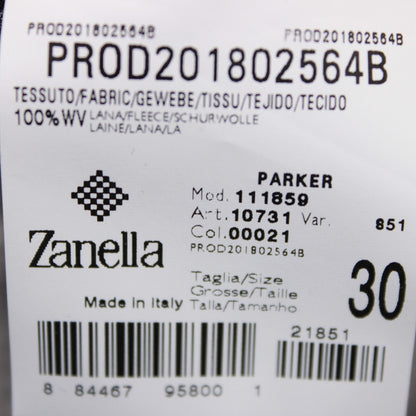 PROD201802564B PROD201802564B
PROD201802564B
TESSUTO/FABRIC/GEWEBE/TISSU/TEJIDO/TECIDO
100%WV LANA/FLEECE/SCHURWOLLE
LAINE/LANA/LA
PARKER
Mod. 111859
Art. 10731 Var. 851
Col. 00021
PROD201802564B
Zanella
Taglia/Size
Grosse/Taille
Talla/Tamanho
30
Made in Italy
21851
8 84467 95800 1